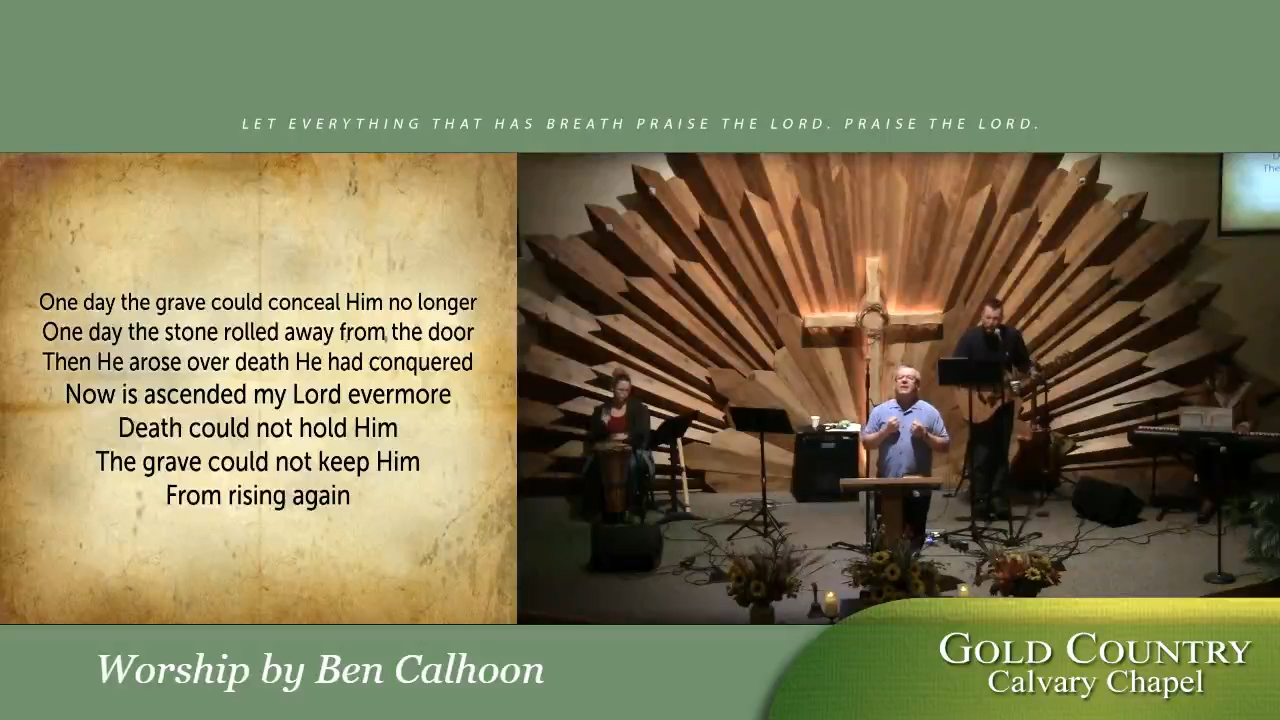 LET EVERYTHING THAT HAS BREATH PRAISE THE LORD. PRAISE THE LORD.
One day the grave could conceal Him no longer
One day the stone rolled away from the door
Then He arose over death He had conquered
Now is ascended my Lord evermore
Death could not hold Him
The grave could not keep Him
From rising again
The
Worship by Ben Calhoon
GOLD COUNTRY
Calvary Chapel